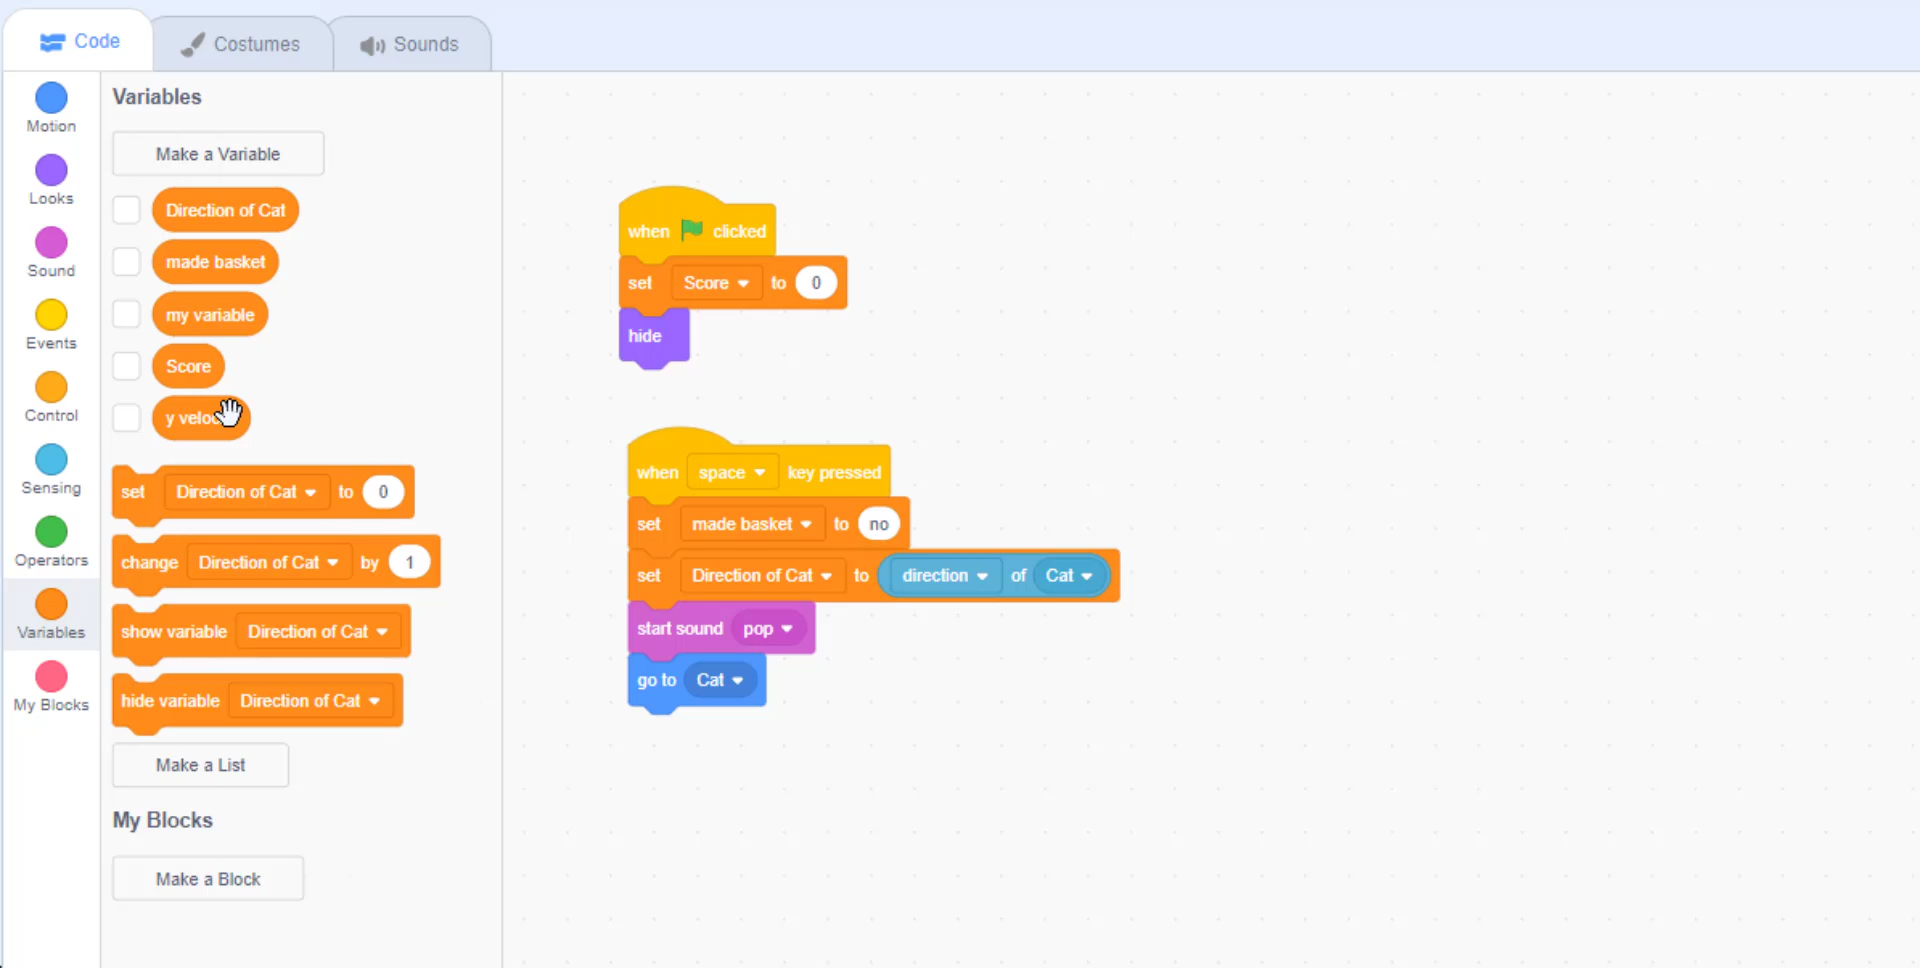 Code
Costumes
Sounds
Motion
Looks
Sound
Events
Control
Sensing
Operators
Variables
My Blocks
Variables
Make a Variable
Direction of Cat
made basket
my variable
Score
y veloc
set Direction of Cat to 0
change Direction of Cat by 1
show variable Direction of Cat
hide variable Direction of Cat
Make a List
My Blocks
Make a Block
when clicked
set Score to 0
hide
when space key pressed
set made basket to no
set Direction of Cat to direction of Cat
start sound pop
go to Cat